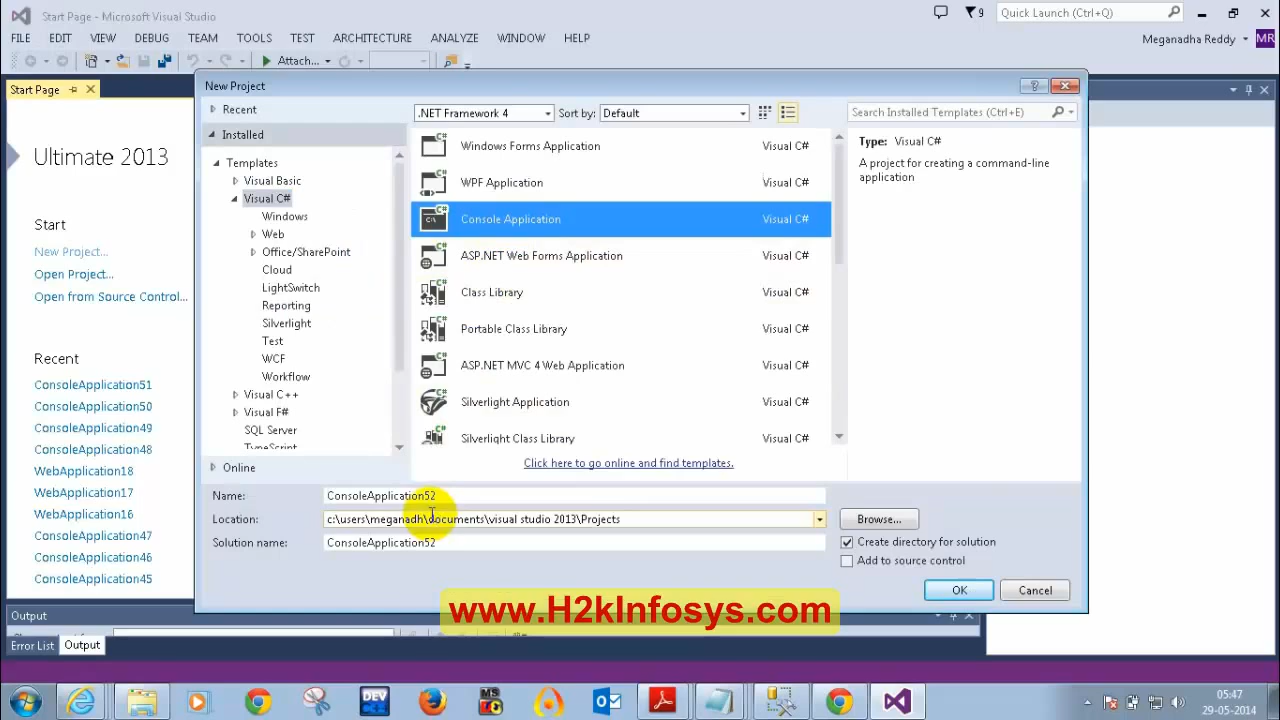 Start Page - Microsoft Visual Studio
9
Quick Launch (Ctrl+Q)
FILE EDIT VIEW DEBUG TEAM TOOLS TEST ARCHITECTURE ANALYZE WINDOW HELP
Meganadha Reddy
MR
Attach...
Start Page
Ultimate 2013
Start
New Project...
Open Project...
Open from Source Control...
Recent
ConsoleApplication51
ConsoleApplication50
ConsoleApplication49
ConsoleApplication48
WebApplication18
WebApplication17
WebApplication16
ConsoleApplication47
ConsoleApplication46
ConsoleApplication45
New Project
Recent
Installed
Templates
Visual Basic
Visual C#
Windows
Web
Office/SharePoint
Cloud
LightSwitch
Reporting
Silverlight
Test
WCF
Workflow
Visual C++
Visual F#
SQL Server
TypeScript
Online
.NET Framework 4
Sort by: Default
Search Installed Templates (Ctrl+E)
Windows Forms Application Visual C#
WPF Application Visual C#
Console Application Visual C#
ASP.NET Web Forms Application Visual C#
Class Library Visual C#
Portable Class Library Visual C#
ASP.NET MVC 4 Web Application Visual C#
Silverlight Application Visual C#
Silverlight Class Library Visual C#
Click here to go online and find templates.
Type: Visual C#
A project for creating a command-line
application
Name: ConsoleApplication52
Location: c:\users\meganadh\documents\visual studio 2013\Projects
Browse...
Solution name: ConsoleApplication52
Create directory for solution
Add to source control
OK Cancel
www.H2kInfosys.com
Output
Error List Output
DEV
MS
05:47
29-05-2014